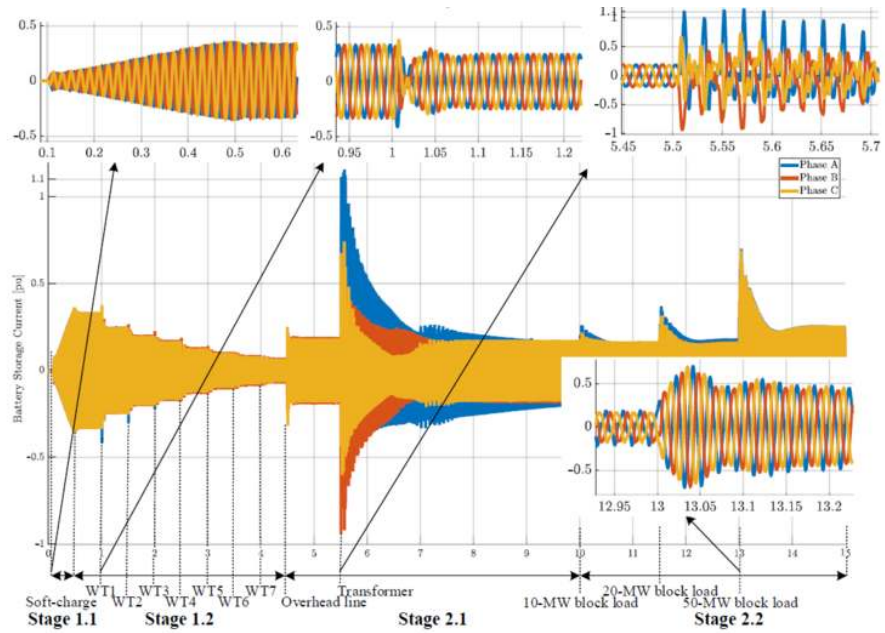 0.5
0
-0.5
0.1 0.2 0.3 0.4 0.5 0.6
0.5
0
-0.5
0.95 1 1.05 1.1 1.15 1.2
1.1
1
0.5
0
-0.5
-1
5.45 5.5 5.55 5.6 5.65 5.7
Phase A
Phase B
Phase C
Battery Storage Current [pu]
1.1
1
0.5
0
-0.5
-1
0.5
0
-0.5
12.95 13 13.05 13.1 13.15 13.2
0 1 2 3 4 5 6 7 8 9 10 11 12 13 14 15
WT1 WT3 WT5 WT7 Transformer 20-MW block load
Soft-charge WT2 WT4 WT6 Overhead line 10-MW block load 50-MW block load
Stage 1.1 Stage 1.2 Stage 2.1 Stage 2.2